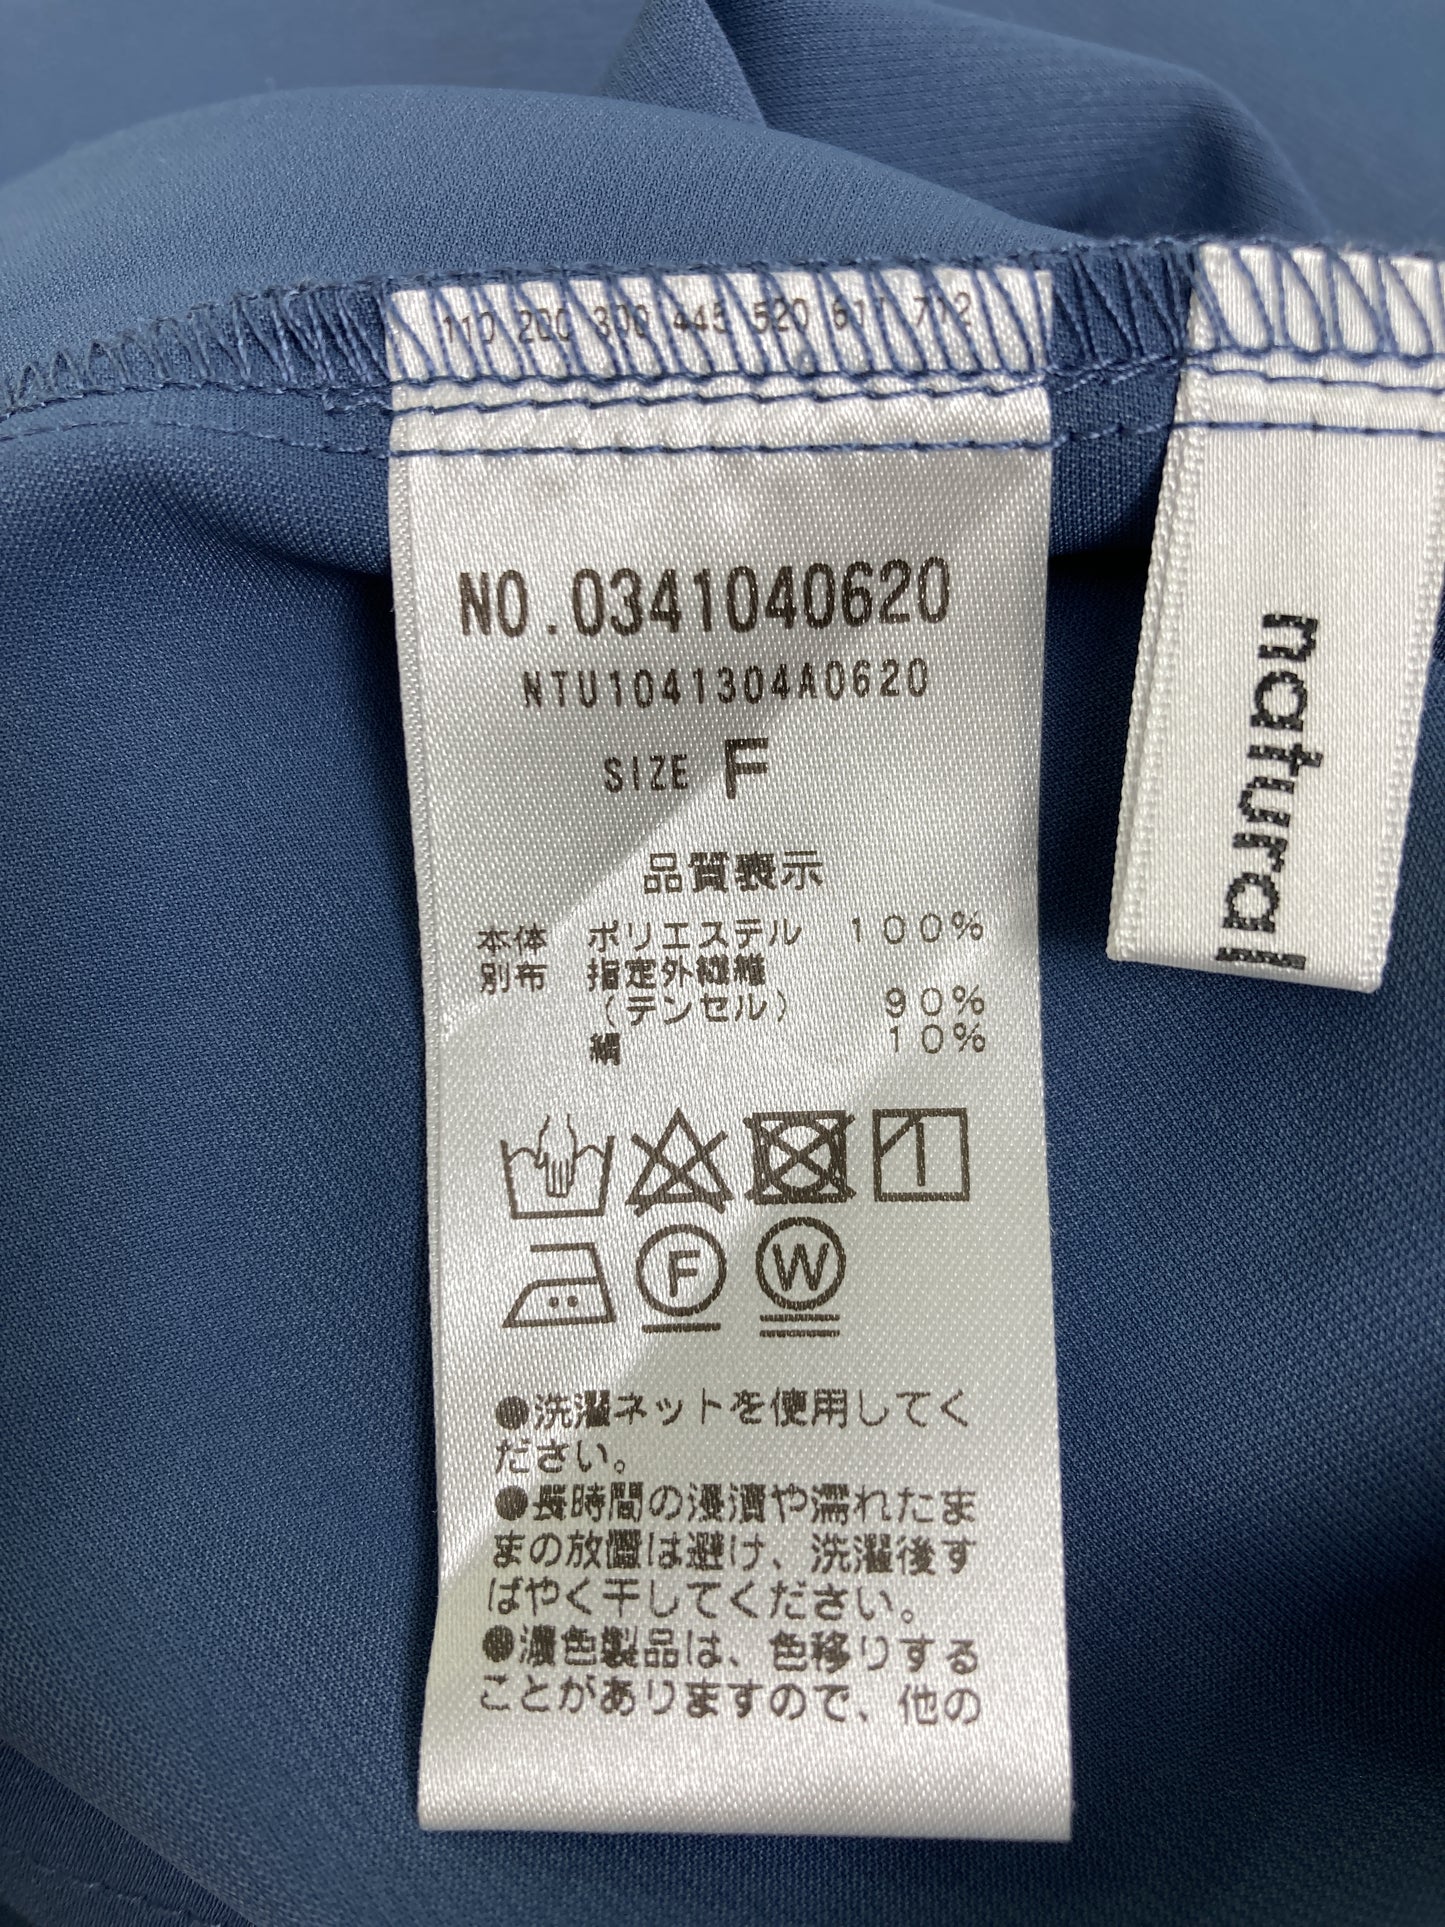 110 200 300 445 520 611 712
NO.0341040620
NTU1041304A0620
SIZE F
品質表示
本体 ポリエステル 100%
別布 指定外繊維
(テンセル) 90%
絹 10%
F W
●洗濯ネットを使用してく
ださい。
●長時間の浸漬や濡れたま
まの放置は避け、洗濯後す
ばやく干してください。
●濃色製品は、色移りする
ことがありますので、他の
natural